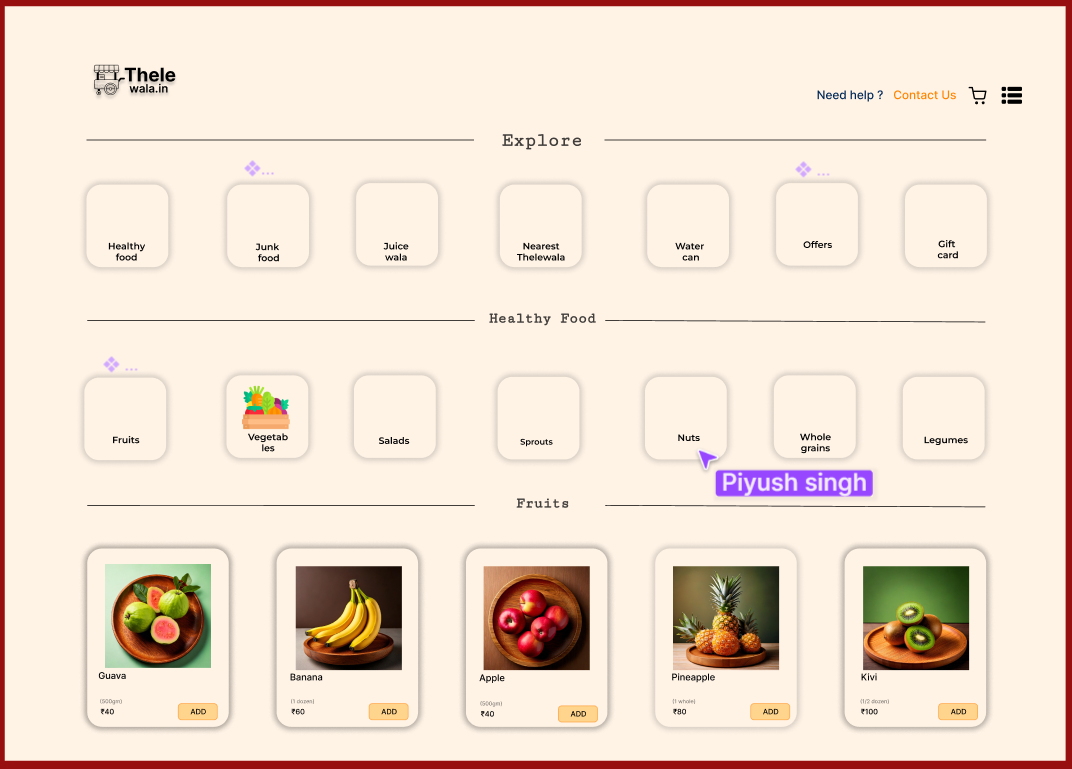 Thele
wala.in
Need help ? Contact Us
Explore
...
...
Healthy
food
Junk
food
Juice
wala
Nearest
Thelewala
Water
can
Offers
Gift
card
Healthy Food
...
Fruits
Vegetab
les
Salads
Sprouts
Nuts
Whole
grains
Legumes
Piyush singh
Fruits
Guava
(500gm)
₹40
ADD
Banana
(1 dozen)
₹60
ADD
Apple
(500gm)
₹40
ADD
Pineapple
(1 whole)
₹80
ADD
Kivi
(1/2 dozen)
₹100
ADD